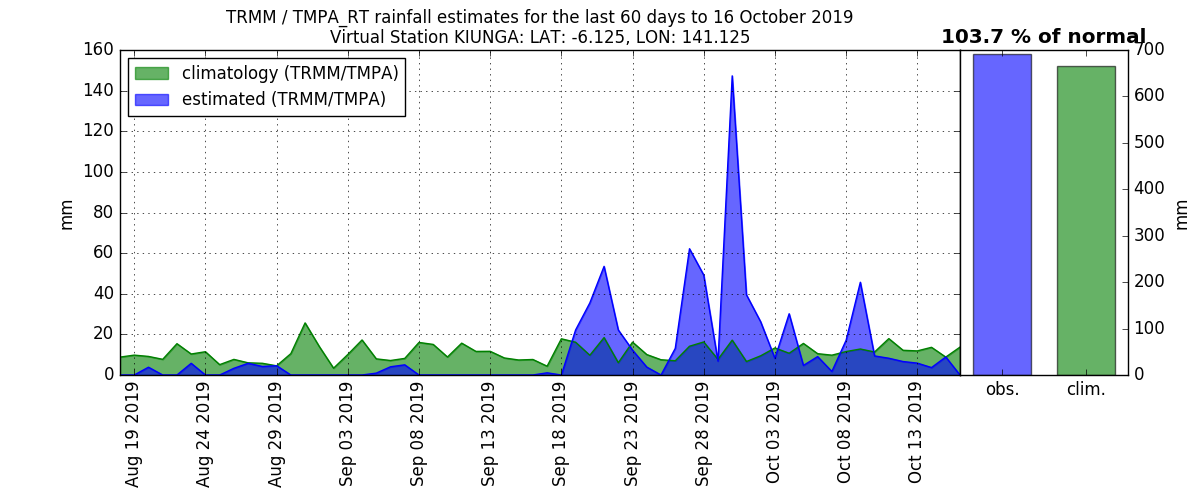 TRMM / TMPA_RT rainfall estimates for the last 60 days to 16 October 2019
Virtual Station KIUNGA: LAT: -6.125, LON: 141.125
103.7 % of normal
climatology (TRMM/TMPA)
estimated (TRMM/TMPA)
mm
160
140
120
100
80
60
40
20
0
Aug 19 2019
Aug 24 2019
Aug 29 2019
Sep 03 2019
Sep 08 2019
Sep 13 2019
Sep 18 2019
Sep 23 2019
Sep 28 2019
Oct 03 2019
Oct 08 2019
Oct 13 2019
700
600
500
400
300
200
100
0
mm
obs.
clim.